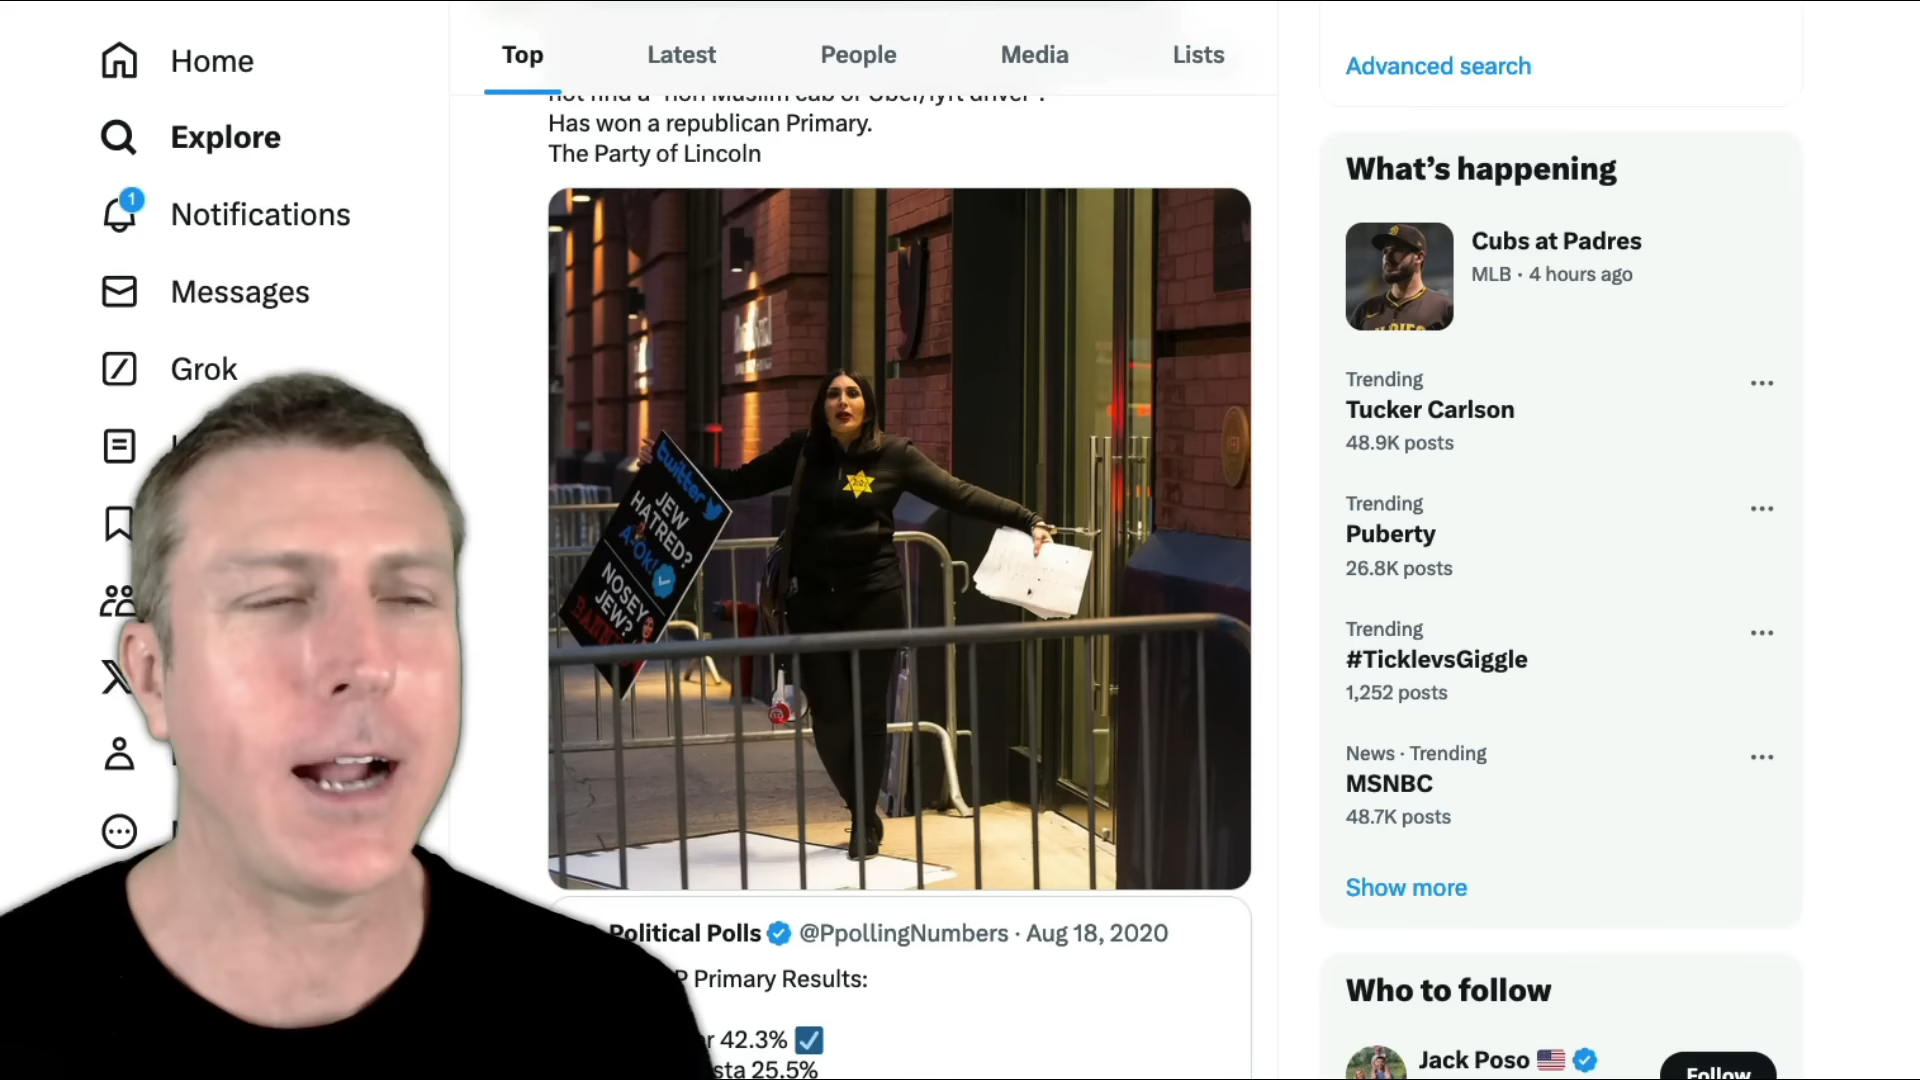 Home
Explore
1
Notifications
Messages
Grok
Top
Latest
People
Media
Lists
Has won a republican Primary.
The Party of Lincoln
twitter
JEW
HATRED?
A-OK!
NOSEY
JEW?
Political Polls @PpollingNumbers · Aug 18, 2020
P Primary Results:
r 42.3%
sta 25.5%
Advanced search
What's happening
Cubs at Padres
MLB · 4 hours ago
Trending
Tucker Carlson
48.9K posts
Trending
Puberty
26.8K posts
Trending
#TicklevsGiggle
1,252 posts
News · Trending
MSNBC
48.7K posts
Show more
Who to follow
Jack Poso
Follow